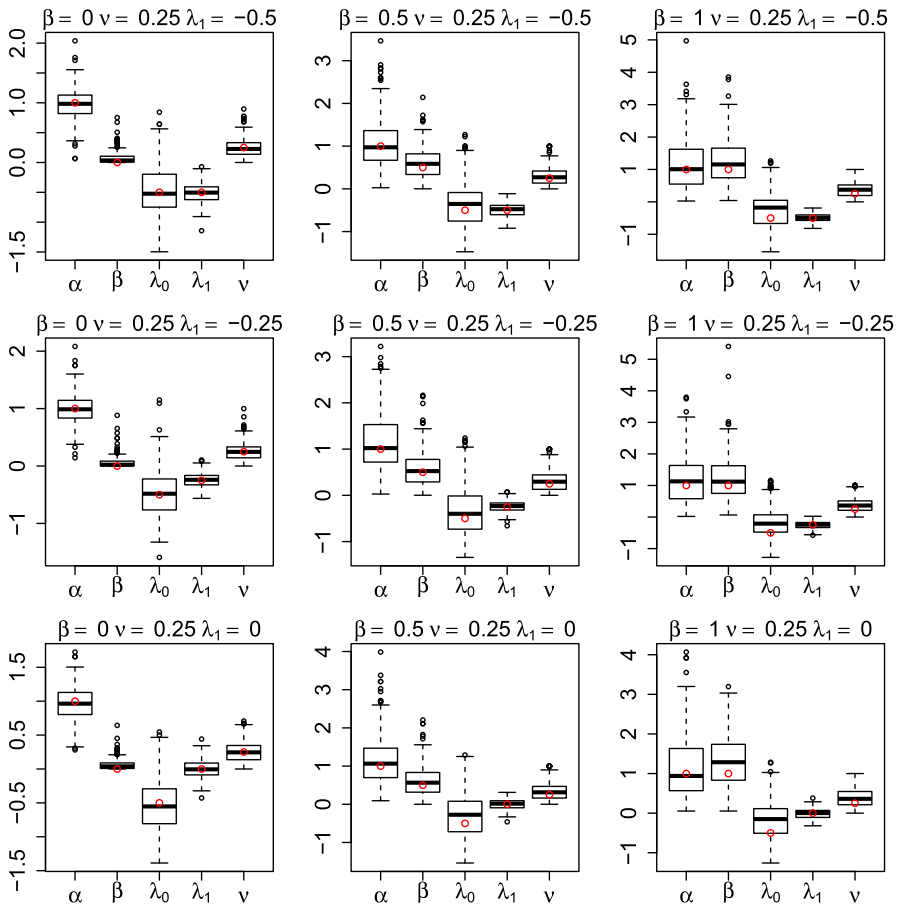 β = 0 ν = 0.25 λ₁ = −0.5
2.0
1.0
0.0
−1.5
α β λ₀ λ₁ ν
β = 0.5 ν = 0.25 λ₁ = −0.5
3
2
1
0
−1
α β λ₀ λ₁ ν
β = 1 ν = 0.25 λ₁ = −0.5
5
4
3
2
1
−1
α β λ₀ λ₁ ν
β = 0 ν = 0.25 λ₁ = −0.25
2
1
0
−1
α β λ₀ λ₁ ν
β = 0.5 ν = 0.25 λ₁ = −0.25
3
2
1
0
−1
α β λ₀ λ₁ ν
β = 1 ν = 0.25 λ₁ = −0.25
5
4
3
2
1
−1
α β λ₀ λ₁ ν
β = 0 ν = 0.25 λ₁ = 0
1.5
0.5
−0.5
−1.5
α β λ₀ λ₁ ν
β = 0.5 ν = 0.25 λ₁ = 0
4
3
2
1
0
−1
α β λ₀ λ₁ ν
β = 1 ν = 0.25 λ₁ = 0
4
3
2
1
0
−1
α β λ₀ λ₁ ν